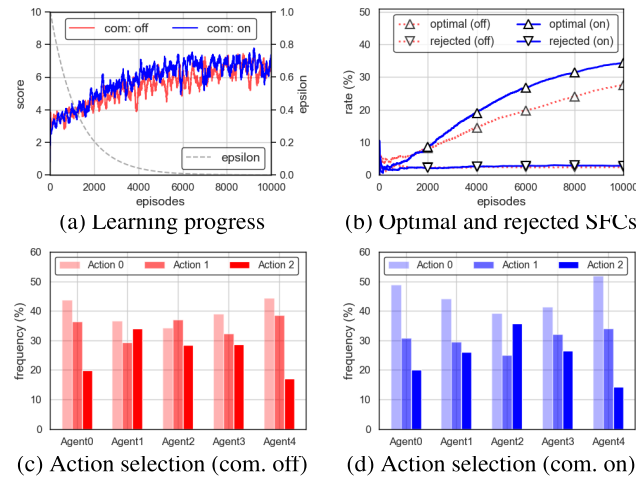 com: off com: on
score
10
8
6
4
2
0
epsilon
1.0
0.8
0.6
0.4
0.2
0.0
epsilon
0 2000 4000 6000 8000 10000
episodes
(a) Learning progress
optimal (off) optimal (on)
rejected (off) rejected (on)
rate (%)
50
40
30
20
10
0
0 2000 4000 6000 8000 10000
episodes
(b) Optimal and rejected SFCs
Action 0 Action 1 Action 2
frequency (%)
60
50
40
30
20
10
0
Agent0 Agent1 Agent2 Agent3 Agent4
(c) Action selection (com. off)
Action 0 Action 1 Action 2
frequency (%)
60
50
40
30
20
10
0
Agent0 Agent1 Agent2 Agent3 Agent4
(d) Action selection (com. on)